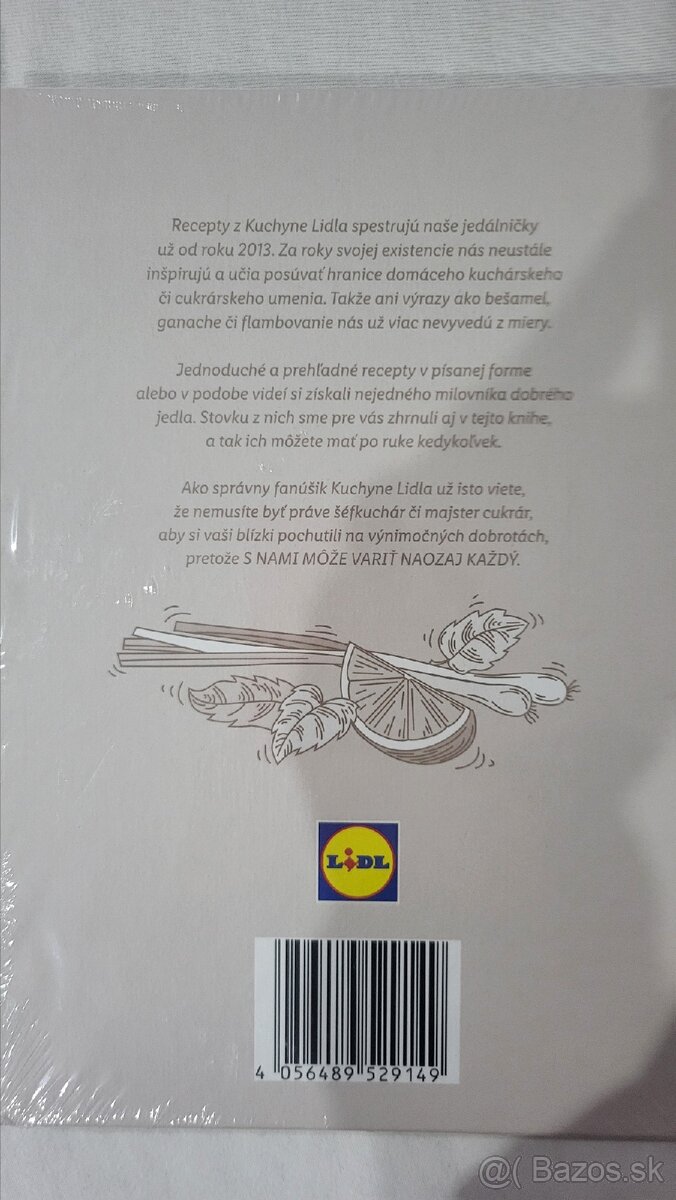 Recepty z Kuchyne Lidla spestrujú naše jedálničky
už od roku 2013. Za roky svojej existencie nás neustále
inšpirujú a učia posúvať hranice domáceho kuchárskeho
či cukrárskeho umenia. Takže ani výrazy ako bešamel,
ganache či flambovanie nás už viac nevyvedú z miery.
Jednoduché a prehľadné recepty v písanej forme
alebo v podobe videí si získali nejedného milovníka dobrého
jedla. Stovku z nich sme pre vás zhrnuli aj v tejto knihe,
a tak ich môžete mať po ruke kedykoľvek.
Ako správny fanúšik Kuchyne Lidla už isto viete,
že nemusíte byť práve šéfkuchár či majster cukrár,
aby si vaši blízki pochutili na výnimočných dobrotách,
pretože S NAMI MÔŽE VARIŤ NAOZAJ KAŽDÝ.
LIDL
4 056489 529149
@( Bazos.sk